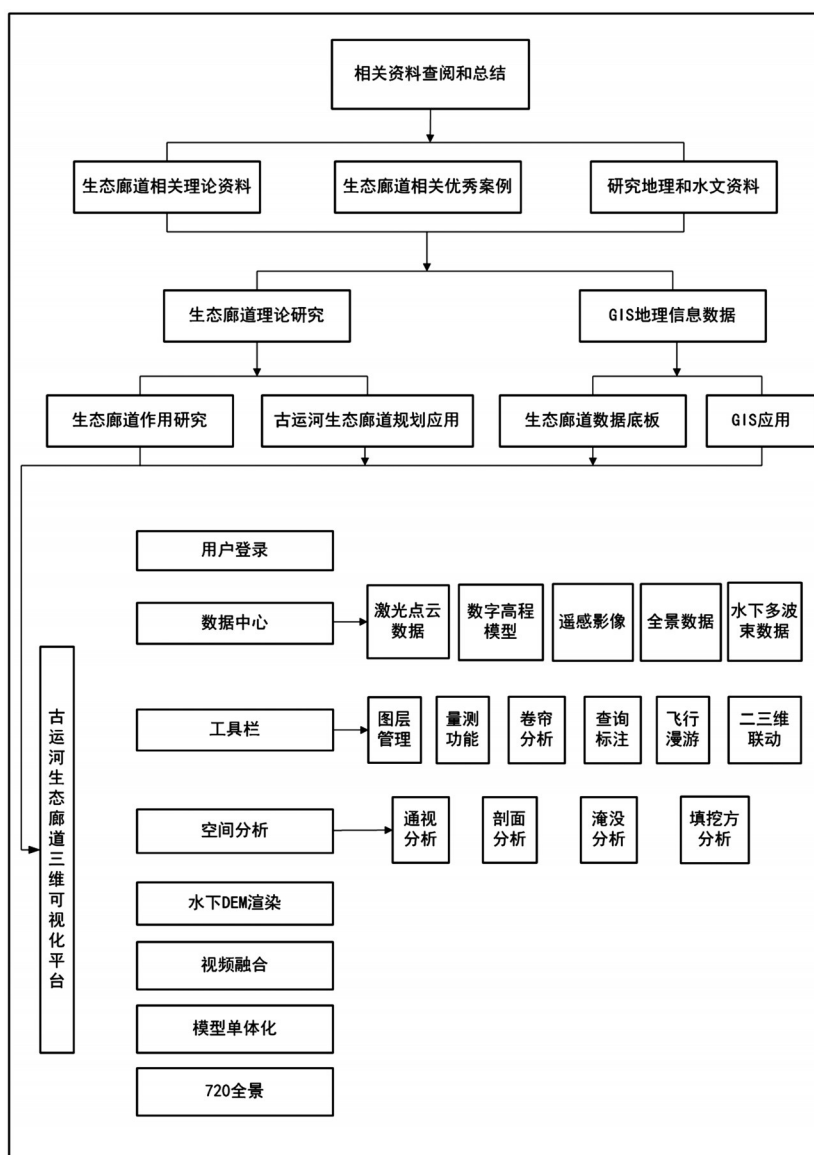 相关资料查阅和总结
生态廊道相关理论资料
生态廊道相关优秀案例
研究地理和水文资料
生态廊道理论研究
GIS地理信息数据
生态廊道作用研究
古运河生态廊道规划应用
生态廊道数据底板
GIS应用
古运河生态廊道三维可视化平台
用户登录
数据中心
激光点云
数据
数字高程
模型
遥感影像
全景数据
水下多波
束数据
工具栏
图层
管理
量测
功能
卷帘
分析
查询
标注
飞行
漫游
二三维
联动
空间分析
通视
分析
剖面
分析
淹没
分析
填挖方
分析
水下DEM渲染
视频融合
模型单体化
720全景